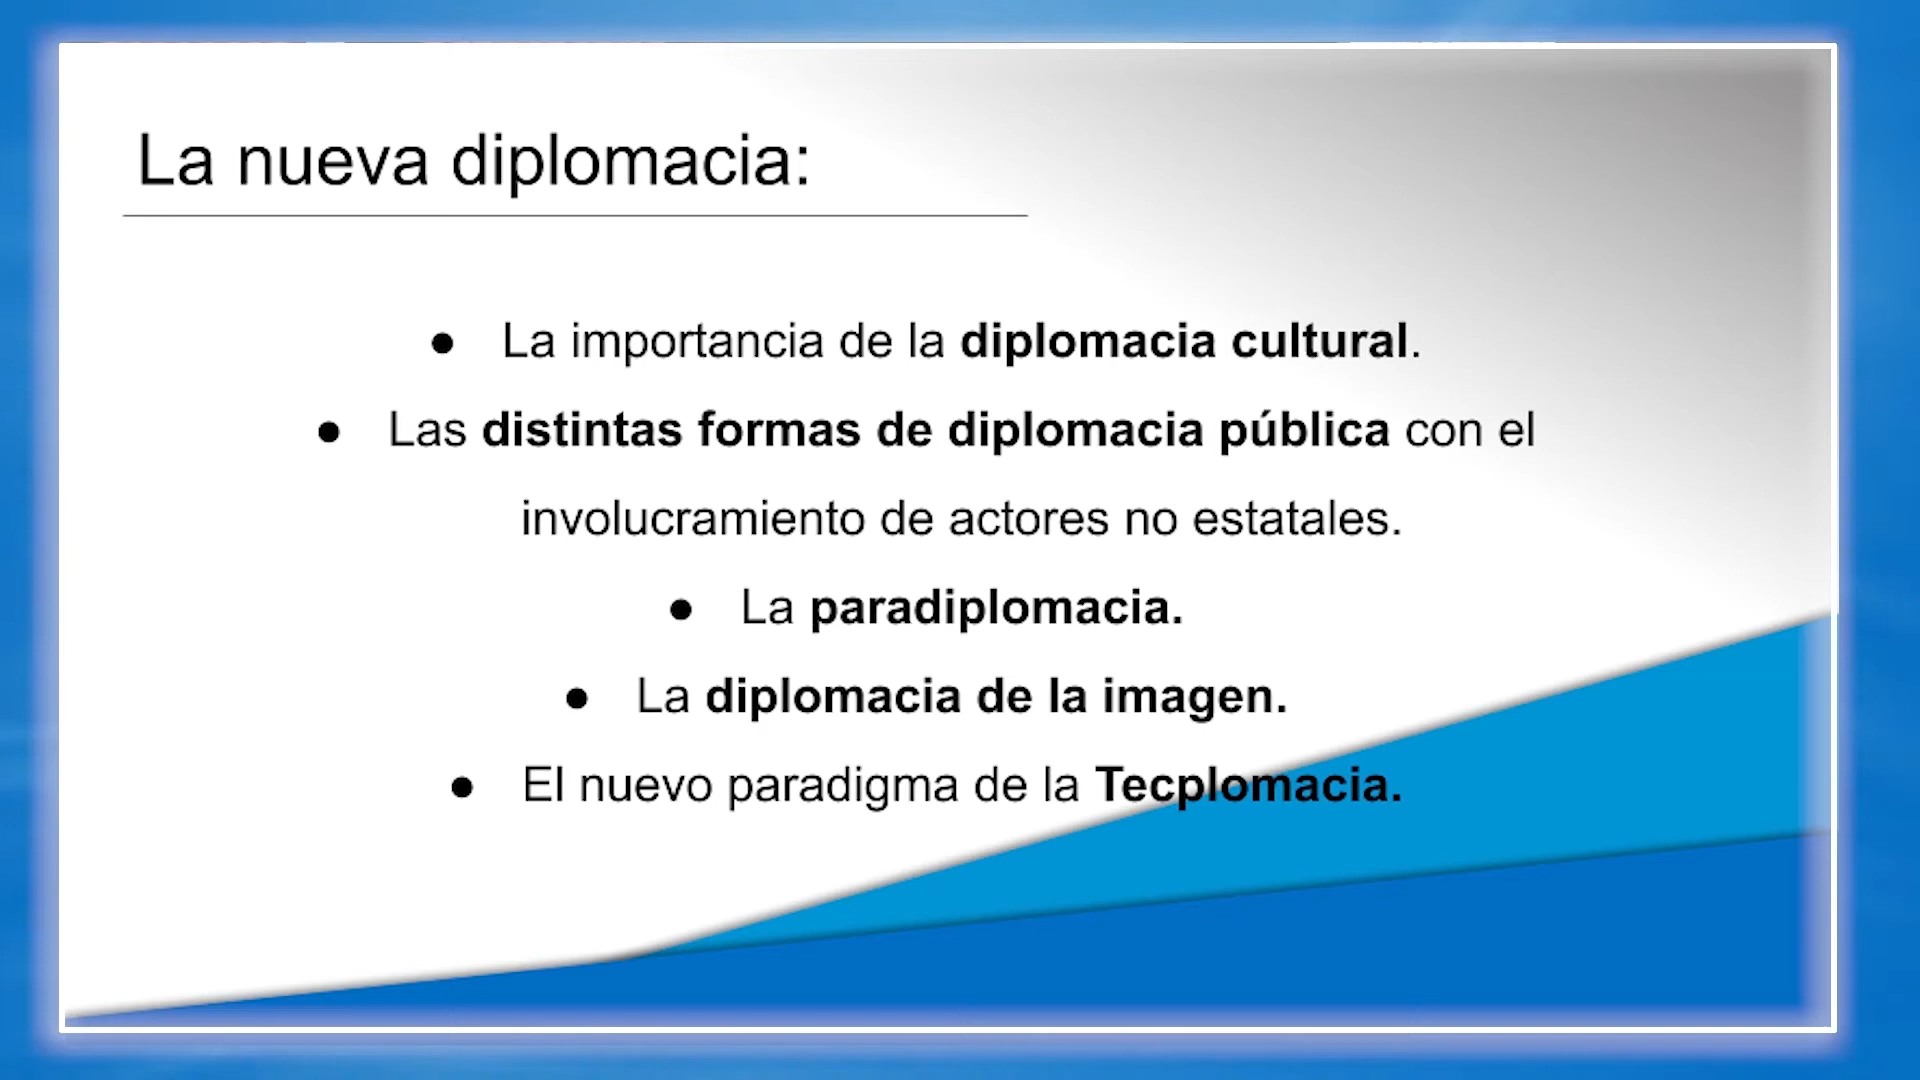 La nueva diplomacia:
● La importancia de la diplomacia cultural.
● Las distintas formas de diplomacia pública con el
involucramiento de actores no estatales.
● La paradiplomacia.
● La diplomacia de la imagen.
● El nuevo paradigma de la Tecplomacia.